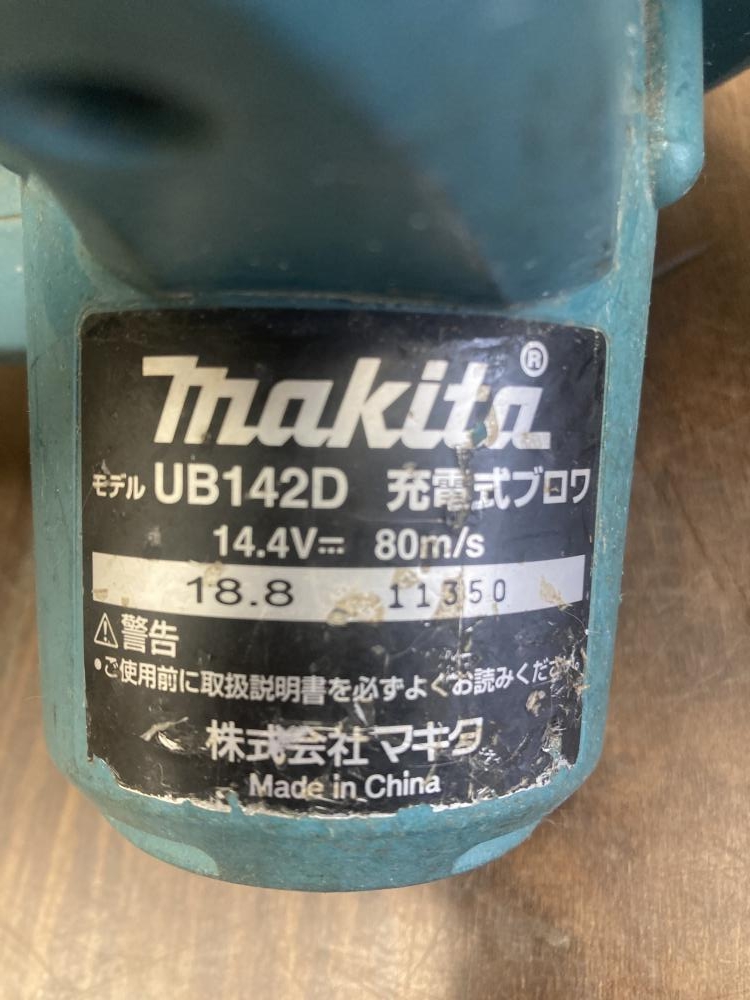 makita®
モデル UB142D 充電式ブロワ
14.4V⎓ 80m/s
18.8 11350
⚠警告
•ご使用前に取扱説明書を必ずよくお読みください。
株式会社マキタ
Made in China